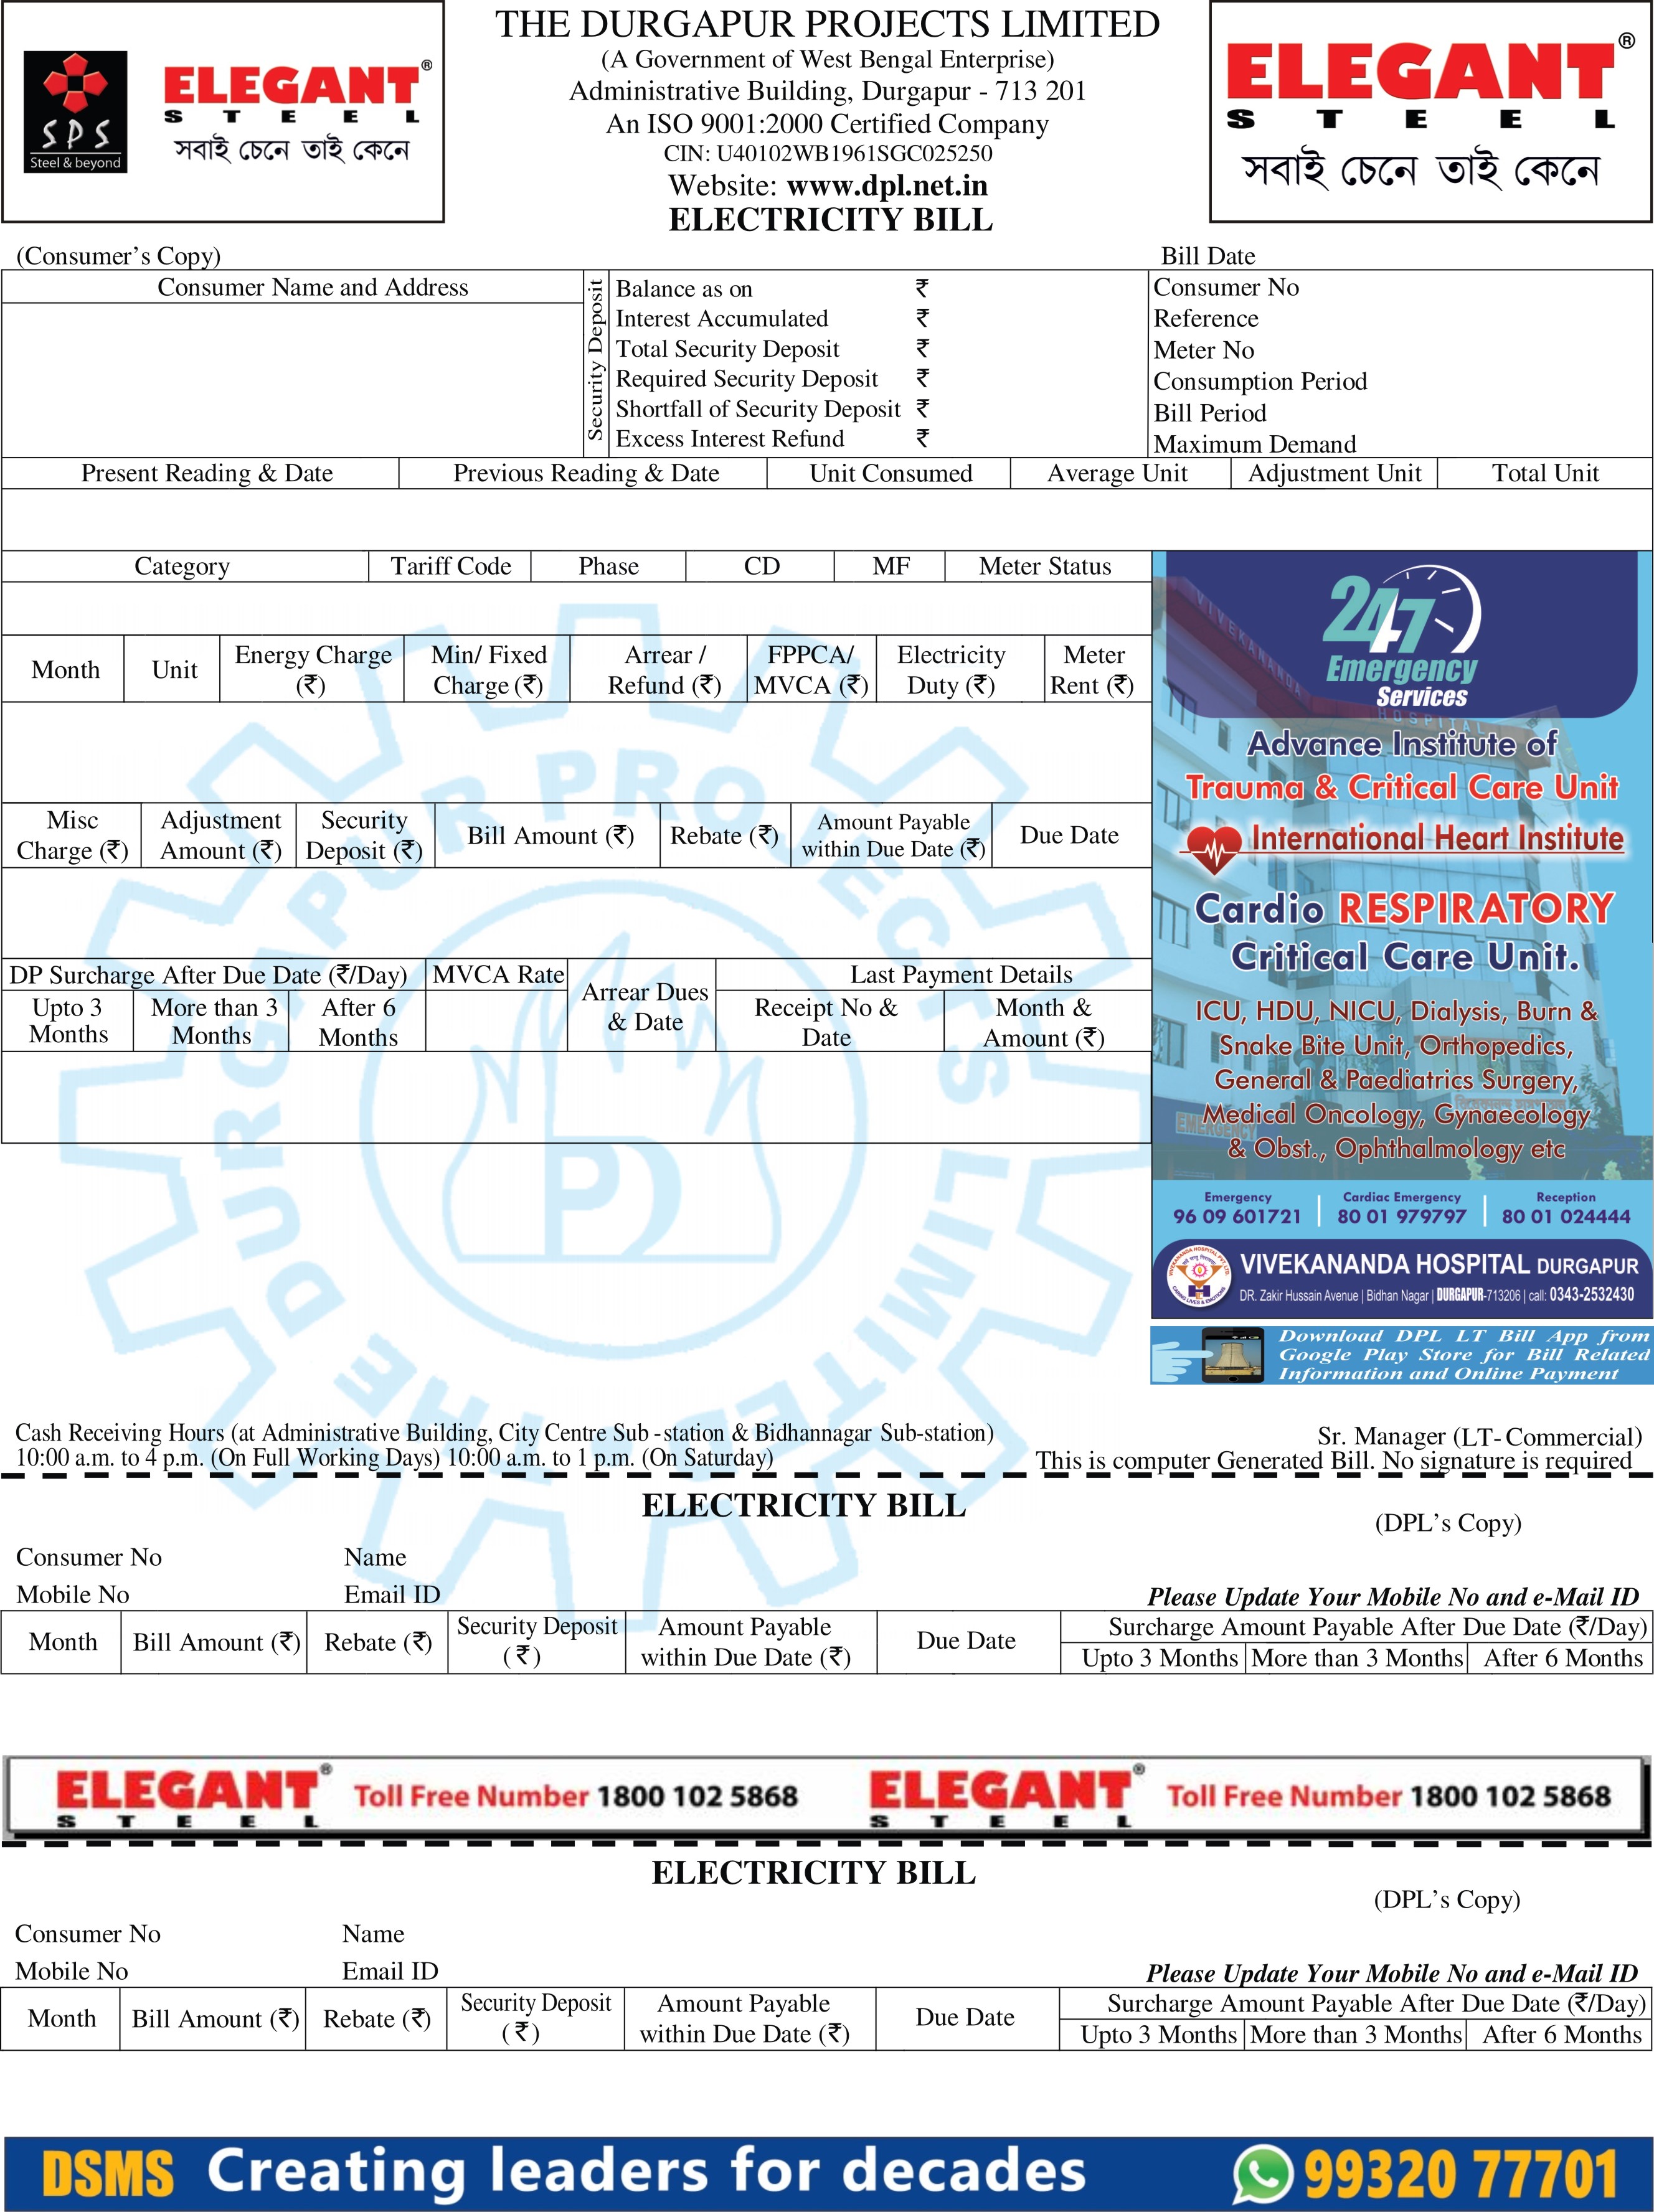 SPS
Steel & beyond
ELEGANT®
STEEL
সবাই চেনে তাই কেনে
THE DURGAPUR PROJECTS LIMITED
(A Government of West Bengal Enterprise)
Administrative Building, Durgapur - 713 201
An ISO 9001:2000 Certified Company
CIN: U40102WB1961SGC025250
Website: www.dpl.net.in
ELECTRICITY BILL
ELEGANT®
STEEL
সবাই চেনে তাই কেনে
(Consumer’s Copy)
Bill Date
Consumer Name and Address
Security Deposit
Balance as on ₹
Interest Accumulated ₹
Total Security Deposit ₹
Required Security Deposit ₹
Shortfall of Security Deposit ₹
Excess Interest Refund ₹
Consumer No
Reference
Meter No
Consumption Period
Bill Period
Maximum Demand
Present Reading & Date Previous Reading & Date Unit Consumed Average Unit Adjustment Unit Total Unit
Category Tariff Code Phase CD MF Meter Status
Month Unit Energy Charge (₹) Min/ Fixed Charge (₹) Arrear / Refund (₹) FPPCA/ MVCA (₹) Electricity Duty (₹) Meter Rent (₹)
Misc Charge (₹) Adjustment Amount (₹) Security Deposit (₹) Bill Amount (₹) Rebate (₹) Amount Payable within Due Date (₹) Due Date
DP Surcharge After Due Date (₹/Day) MVCA Rate Arrear Dues & Date Last Payment Details
Upto 3 Months More than 3 Months After 6 Months Receipt No & Date Month & Amount (₹)
THE DURGAPUR PROJECTS LIMITED
24x7
Emergency
Services
VIVEKANANDA
HOSPITAL
Advance Institute of
Trauma & Critical Care Unit
International Heart Institute
Cardio RESPIRATORY
Critical Care Unit.
ICU, HDU, NICU, Dialysis, Burn &
Snake Bite Unit, Orthopedics,
General & Paediatrics Surgery,
Medical Oncology, Gynaecology
& Obst., Ophthalmology etc
EMERGENCY
Emergency Cardiac Emergency Reception
96 09 601721 80 01 979797 80 01 024444
VIVEKANANDA HOSPITAL DURGAPUR
DR. Zakir Hussain Avenue | Bidhan Nagar | DURGAPUR-713206 | call: 0343-2532430
Download DPL LT Bill App from
Google Play Store for Bill Related
Information and Online Payment
Cash Receiving Hours (at Administrative Building, City Centre Sub -station & Bidhannagar Sub-station)
10:00 a.m. to 4 p.m. (On Full Working Days) 10:00 a.m. to 1 p.m. (On Saturday)
Sr. Manager (LT- Commercial)
This is computer Generated Bill. No signature is required
ELECTRICITY BILL
(DPL’s Copy)
Consumer No Name
Mobile No Email ID
Please Update Your Mobile No and e-Mail ID
Month Bill Amount (₹) Rebate (₹) Security Deposit (₹) Amount Payable within Due Date (₹) Due Date Surcharge Amount Payable After Due Date (₹/Day)
Upto 3 Months More than 3 Months After 6 Months
ELEGANT® STEEL Toll Free Number 1800 102 5868 ELEGANT® STEEL Toll Free Number 1800 102 5868
ELECTRICITY BILL
(DPL’s Copy)
Consumer No Name
Mobile No Email ID
Please Update Your Mobile No and e-Mail ID
Month Bill Amount (₹) Rebate (₹) Security Deposit (₹) Amount Payable within Due Date (₹) Due Date Surcharge Amount Payable After Due Date (₹/Day)
Upto 3 Months More than 3 Months After 6 Months
DSMS Creating leaders for decades 99320 77701